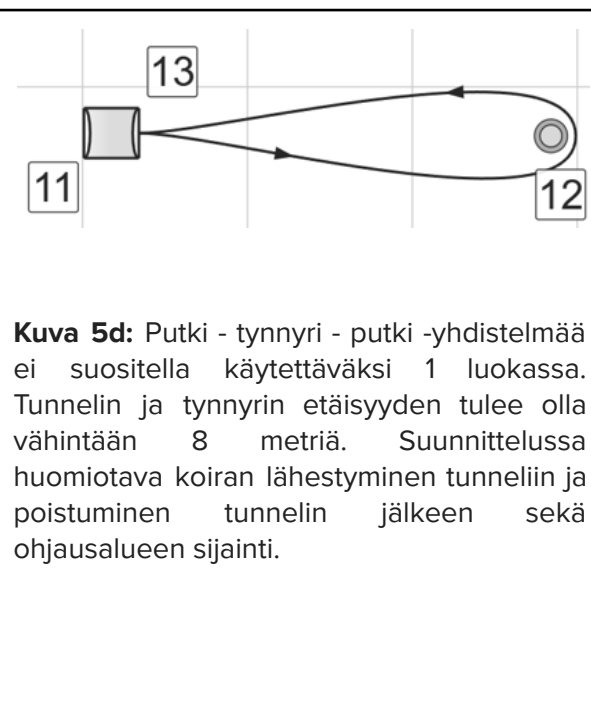 13
11
12
Kuva 5d: Putki - tynnyri - putki -yhdistelmää
ei suositella käytettäväksi 1 luokassa.
Tunnelin ja tynnyrin etäisyyden tulee olla
vähintään 8 metriä. Suunnittelussa
huomiotava koiran lähestyminen tunneliin ja
poistuminen tunnelin jälkeen sekä
ohjausalueen sijainti.